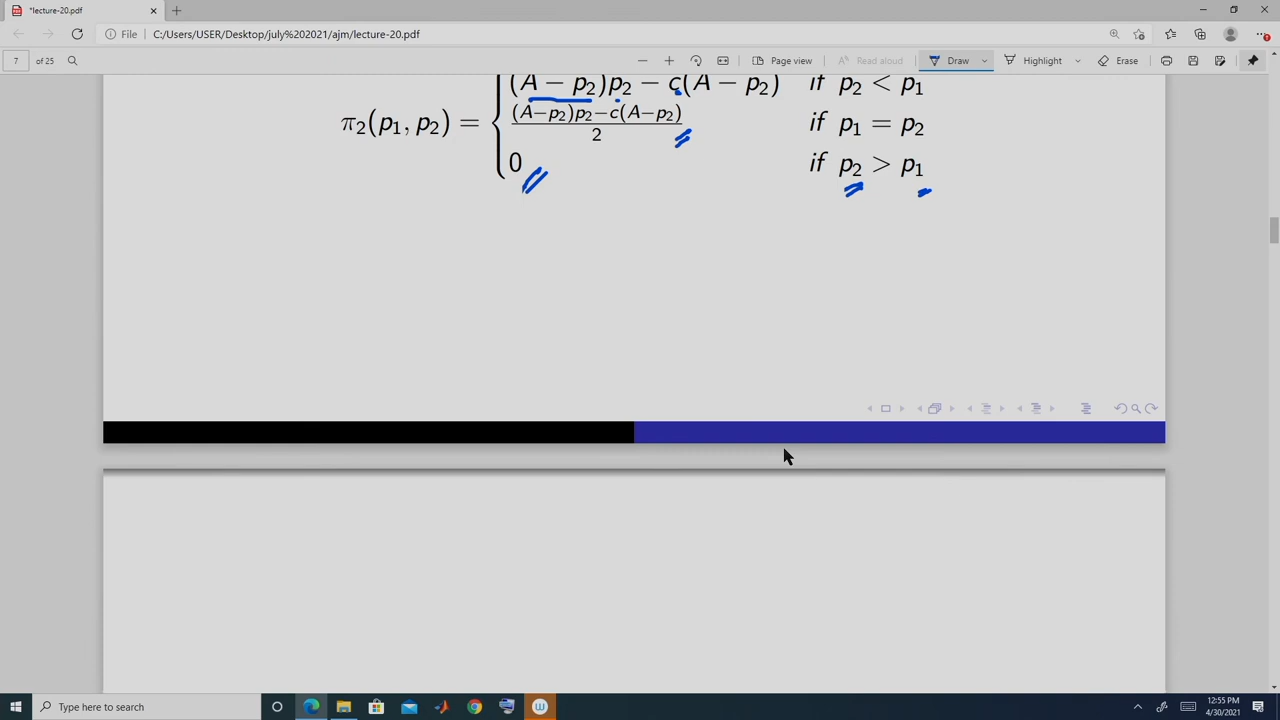 *lecture-20.pdf
File C:/Users/USER/Desktop/july%202021/ajm/lecture-20.pdf
7 of 25 Page view Read aloud Draw Highlight Erase
(A − p₂)p₂ − c(A − p₂) if p₂ < p₁
π₂(p₁, p₂) = { (A−p₂)p₂−c(A−p₂) / 2 if p₁ = p₂
0 if p₂ > p₁
Type here to search
12:55 PM
4/30/2021